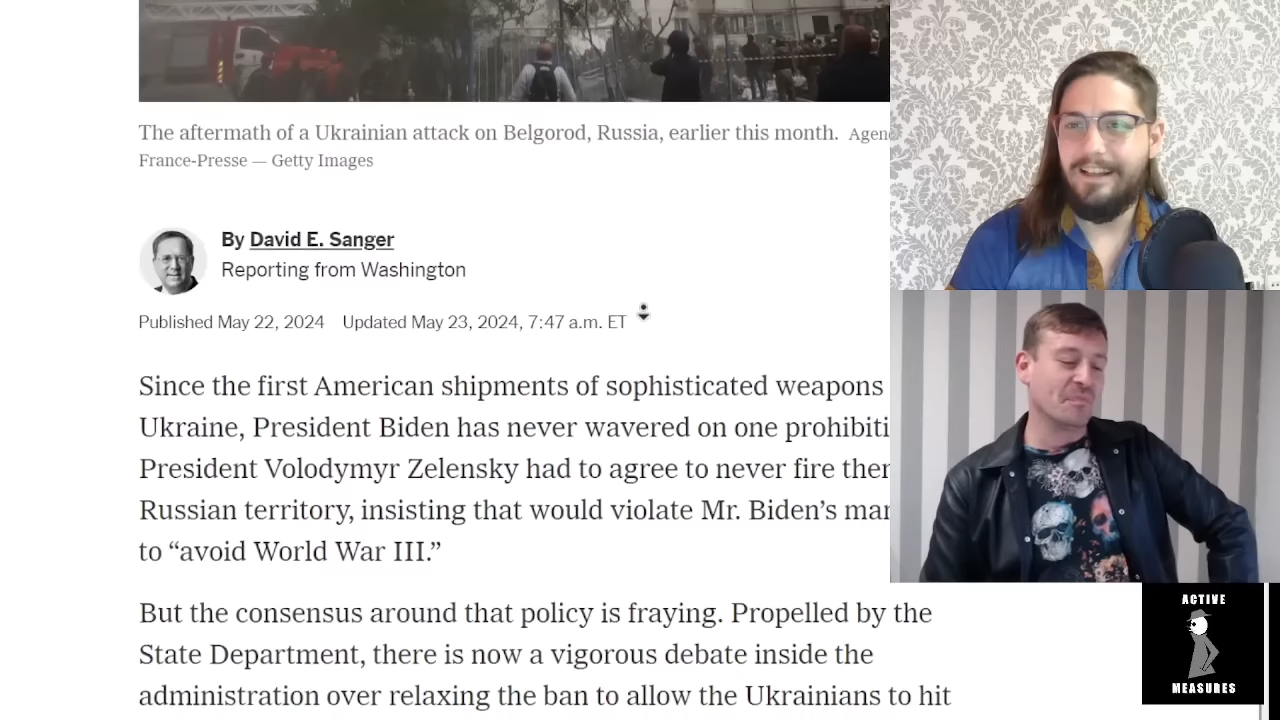 The aftermath of a Ukrainian attack on Belgorod, Russia, earlier this month.
France-Presse — Getty Images
By David E. Sanger
Reporting from Washington
Published May 22, 2024 Updated May 23, 2024, 7:47 a.m. ET
Since the first American shipments of sophisticated weapons
Ukraine, President Biden has never wavered on one
President Volodymyr Zelensky had to agree to never fire
Russian territory, insisting that would violate Mr. Biden’s
to “avoid World War III.”
But the consensus around that policy is fraying. Propelled by the
State Department, there is now a vigorous debate inside the
administration over relaxing the ban to allow the Ukrainians to hit
ACTIVE
MEASURES